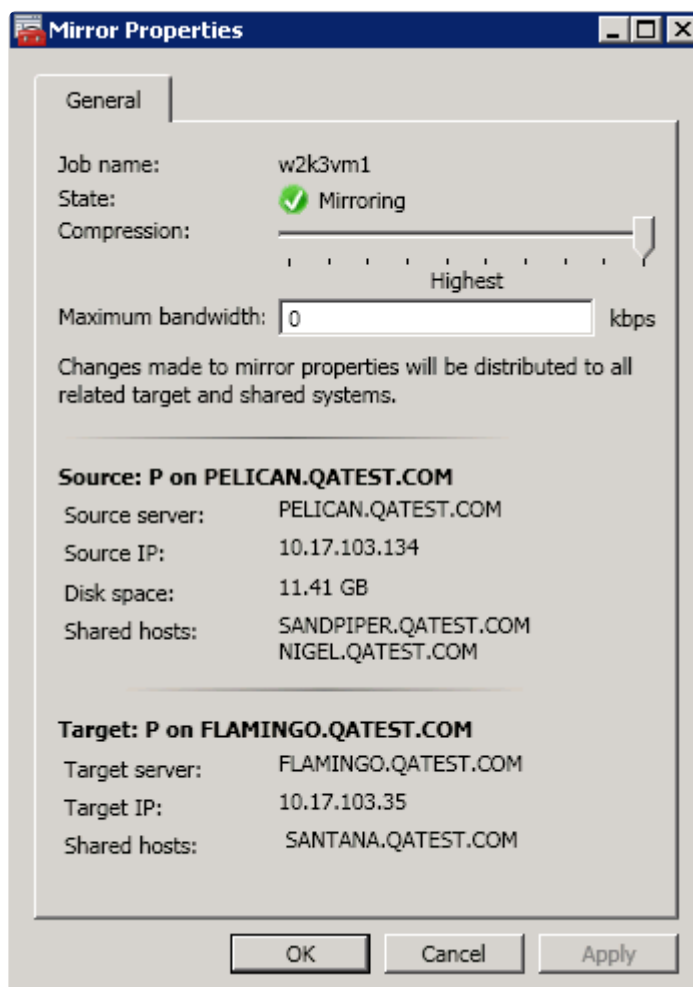 Mirror Properties
General
Job name: w2k3vm1
State: Mirroring
Compression:
Highest
Maximum bandwidth: 0 kbps
Changes made to mirror properties will be distributed to all
related target and shared systems.
Source: P on PELICAN.QATEST.COM
Source server: PELICAN.QATEST.COM
Source IP: 10.17.103.134
Disk space: 11.41 GB
Shared hosts: SANDPIPER.QATEST.COM
NIGEL.QATEST.COM
Target: P on FLAMINGO.QATEST.COM
Target server: FLAMINGO.QATEST.COM
Target IP: 10.17.103.35
Shared hosts: SANTANA.QATEST.COM
OK Cancel Apply